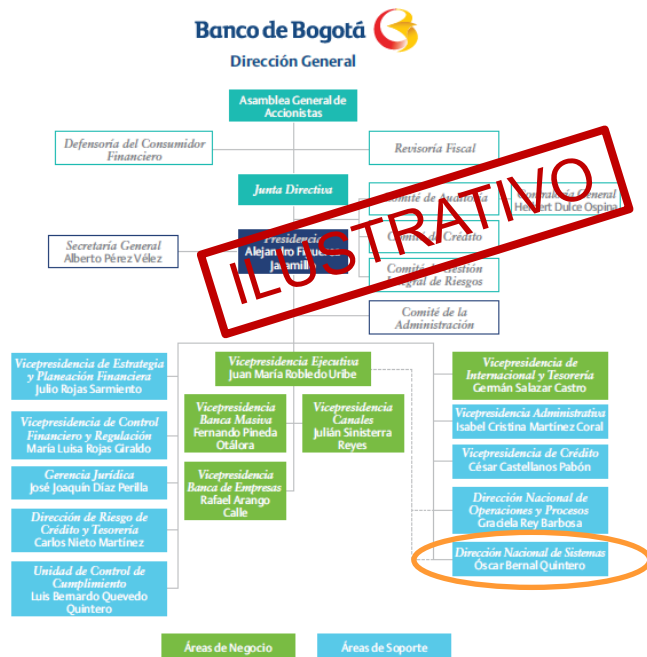 Banco de Bogotá
Dirección General
Asamblea General de
Accionistas
Defensoría del Consumidor
Financiero
Revisoría Fiscal
Junta Directiva
Comité de Auditoría
Contraloría General
Herbert Dulce Ospina
Secretaría General
Alberto Pérez Vélez
Presidencia
Alejandro Figueroa
Jaramillo
Comité de Crédito
Comité de Gestión
Integral de Riesgos
iLUSTRATIVO
Comité de la
Administración
Vicepresidencia de Estrategia
y Planeación Financiera
Julio Rojas Sarmiento
Vicepresidencia Ejecutiva
Juan María Robledo Uribe
Vicepresidencia de
Internacional y Tesorería
Germán Salazar Castro
Vicepresidencia de Control
Financiero y Regulación
María Luisa Rojas Giraldo
Vicepresidencia
Banca Masiva
Fernando Pineda
Otálora
Vicepresidencia
Canales
Julián Sinisterra
Reyes
Vicepresidencia Administrativa
Isabel Cristina Martínez Coral
Vicepresidencia de Crédito
César Castellanos Pabón
Gerencia Jurídica
José Joaquín Díaz Perilla
Vicepresidencia
Banca de Empresas
Rafael Arango
Calle
Dirección de Riesgo de
Crédito y Tesorería
Carlos Nieto Martínez
Dirección Nacional de
Operaciones y Procesos
Graciela Rey Barbosa
Unidad de Control de
Cumplimiento
Luis Bernardo Quevedo
Quintero
Dirección Nacional de Sistemas
Óscar Bernal Quintero
Áreas de Negocio
Áreas de Soporte